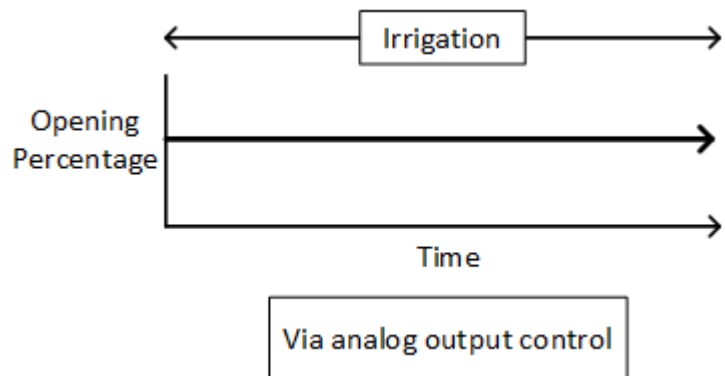 Irrigation
Opening
Percentage
Time
Via analog output control